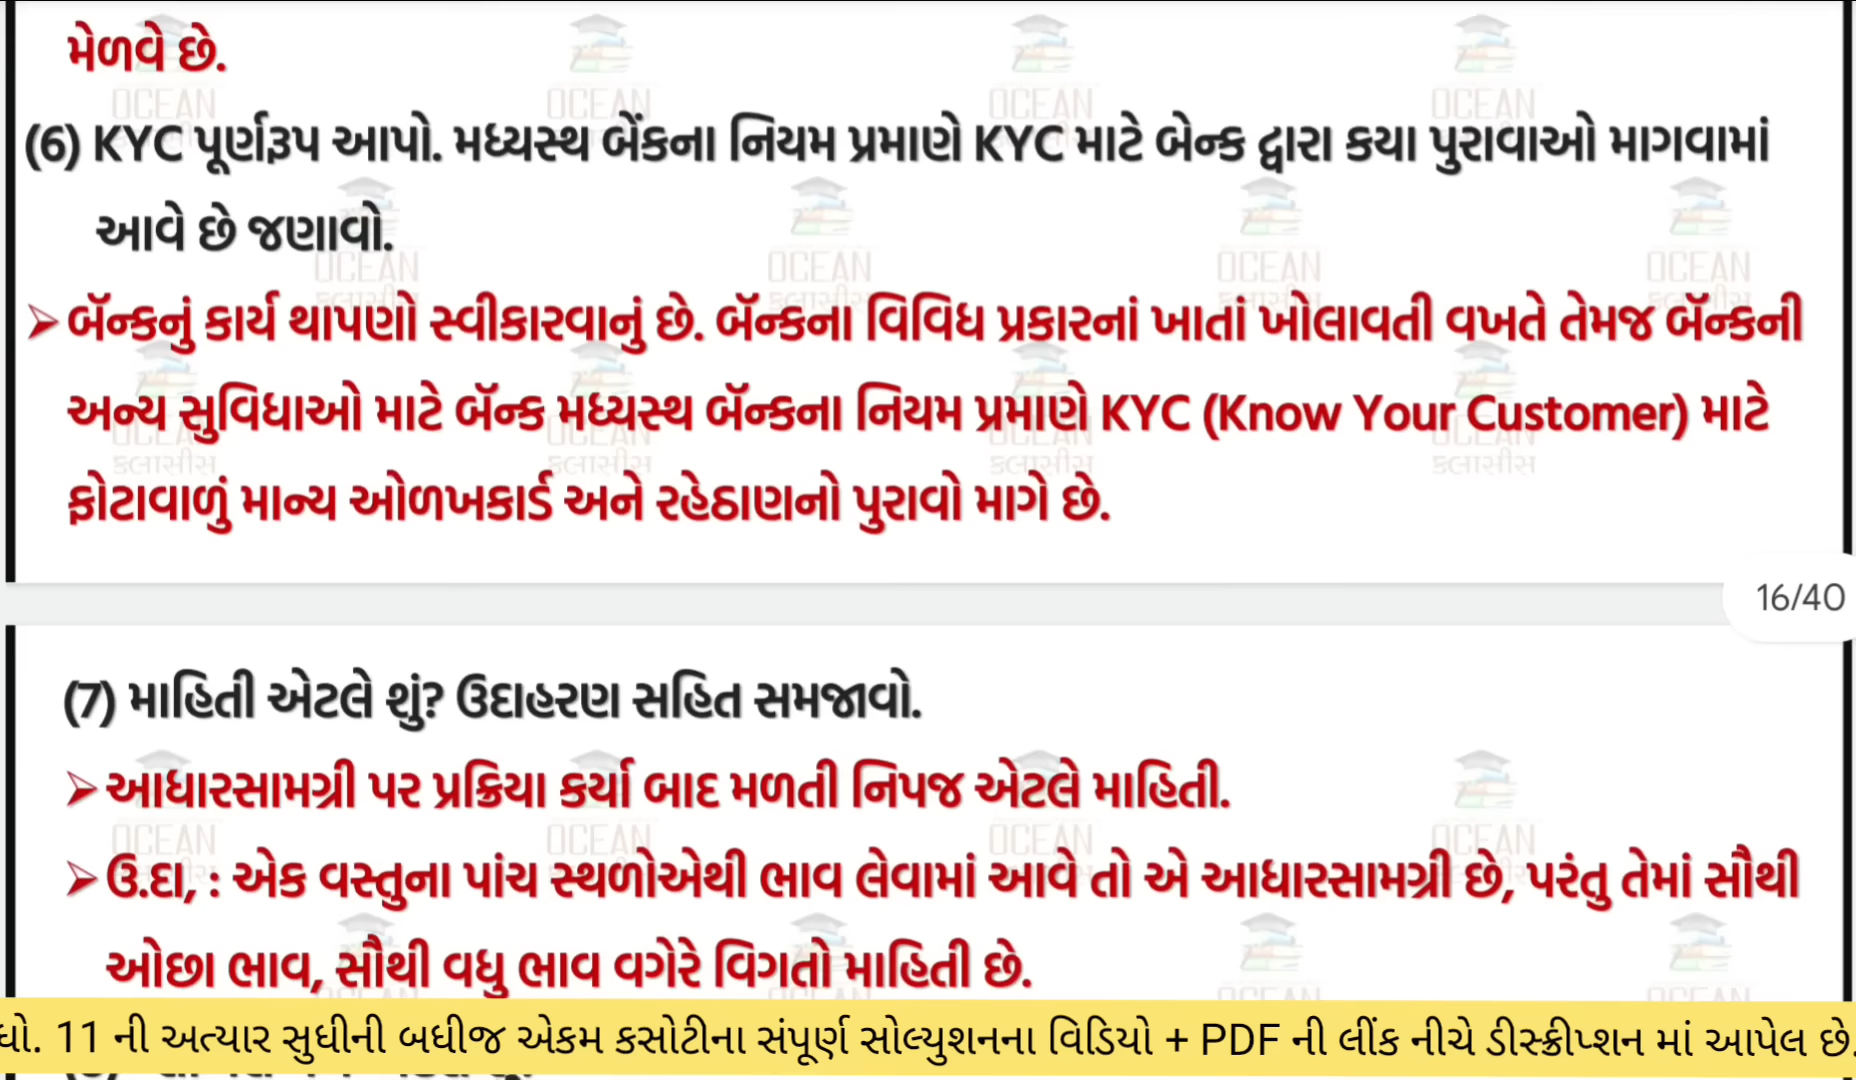 મેળવે છે.
(6) KYC પૂર્ણરૂપ આપો. મધ્યસ્થ બેંકના નિયમ પ્રમાણે KYC માટે બેન્ક દ્વારા કયા પુરાવાઓ માગવામાં
આવે છે જણાવો.
➢ બૅન્કનું કાર્ય થાપણો સ્વીકારવાનું છે. બૅન્કના વિવિધ પ્રકારનાં ખાતાં ખોલાવતી વખતે તેમજ બૅન્કની
અન્ય સુવિધાઓ માટે બૅન્ક મધ્યસ્થ બૅન્કના નિયમ પ્રમાણે KYC (Know Your Customer) માટે
ફોટાવાળું માન્ય ઓળખકાર્ડ અને રહેઠાણનો પુરાવો માગે છે.
16/40
(7) માહિતી એટલે શું? ઉદાહરણ સહિત સમજાવો.
➢ આધારસામગ્રી પર પ્રક્રિયા કર્યા બાદ મળતી નિપજ એટલે માહિતી.
➢ ઉ.દા, : એક વસ્તુના પાંચ સ્થળોએથી ભાવ લેવામાં આવે તો એ આધારસામગ્રી છે, પરંતુ તેમાં સૌથી
ઓછા ભાવ, સૌથી વધુ ભાવ વગેરે વિગતો માહિતી છે.
ધો. 11 ની અત્યાર સુધીની બધીજ એકમ કસોટીના સંપૂર્ણ સોલ્યુશનના વિડિયો + PDF ની લીંક નીચે ડીસ્ક્રીપ્શન માં આપેલ છે.